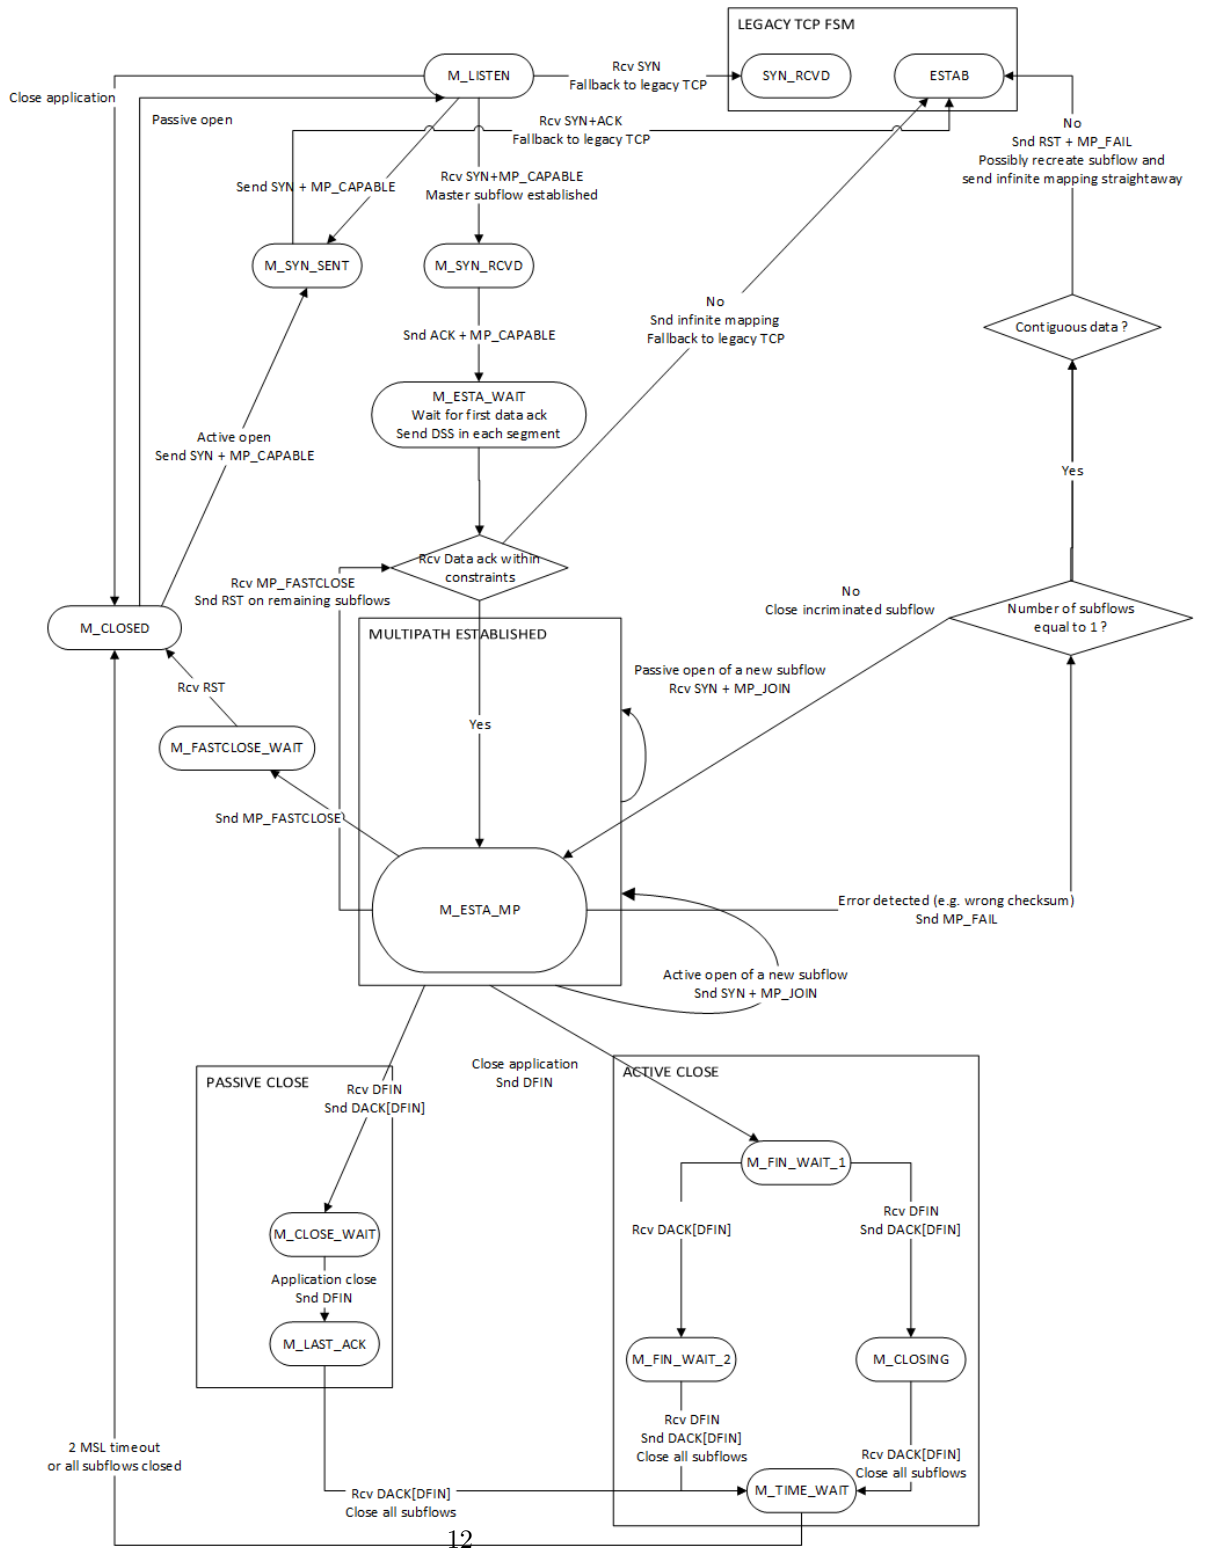 LEGACY TCP FSM
M_LISTEN
Rcv SYN
Fallback to legacy TCP
SYN_RCVD
ESTAB
Close application
Passive open
Rcv SYN+ACK
Fallback to legacy TCP
No
Snd RST + MP_FAIL
Possibly recreate subflow and
send infinite mapping straightaway
Send SYN + MP_CAPABLE
Rcv SYN+MP_CAPABLE
Master subflow established
M_SYN_SENT
M_SYN_RCVD
No
Snd infinite mapping
Fallback to legacy TCP
Contiguous data ?
Snd ACK + MP_CAPABLE
M_ESTA_WAIT
Wait for first data ack
Send DSS in each segment
Active open
Send SYN + MP_CAPABLE
Yes
Rcv Data ack within
constraints
Rcv MP_FASTCLOSE
Snd RST on remaining subflows
No
Close incriminated subflow
Number of subflows
equal to 1 ?
M_CLOSED
MULTIPATH ESTABLISHED
Passive open of a new subflow
Rcv SYN + MP_JOIN
Rcv RST
Yes
M_FASTCLOSE_WAIT
Snd MP_FASTCLOSE
M_ESTA_MP
Error detected (e.g. wrong checksum)
Snd MP_FAIL
Active open of a new subflow
Snd SYN + MP_JOIN
PASSIVE CLOSE
Rcv DFIN
Snd DACK[DFIN]
Close application
Snd DFIN
ACTIVE CLOSE
M_FIN_WAIT_1
M_CLOSE_WAIT
Rcv DACK[DFIN]
Rcv DFIN
Snd DACK[DFIN]
Application close
Snd DFIN
M_LAST_ACK
M_FIN_WAIT_2
M_CLOSING
2 MSL timeout
or all subflows closed
Rcv DFIN
Snd DACK[DFIN]
Close all subflows
Rcv DACK[DFIN]
Close all subflows
Rcv DACK[DFIN]
Close all subflows
M_TIME_WAIT
12